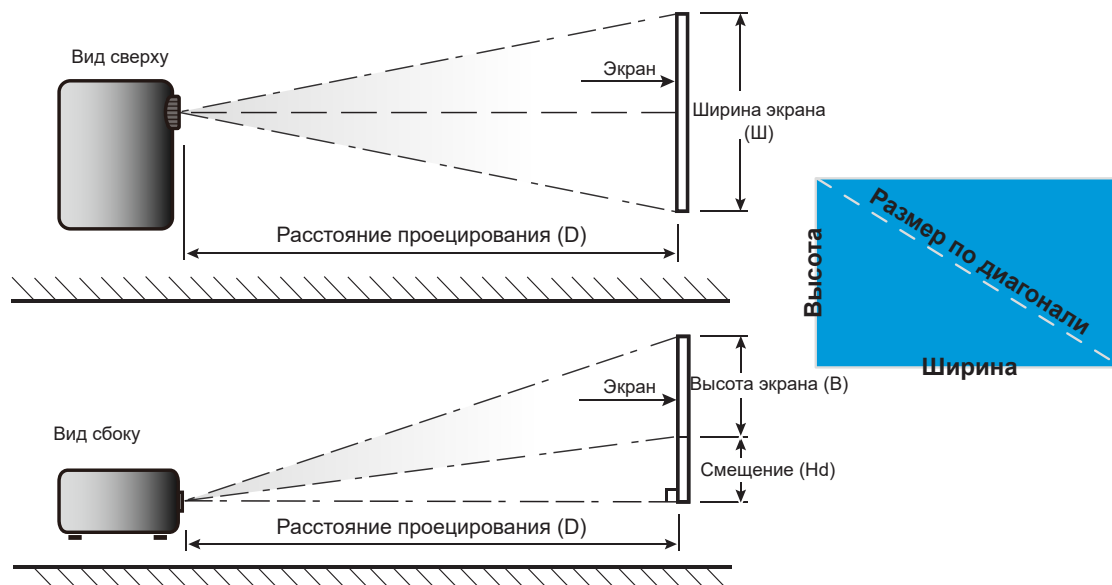 Вид сверху
Экран
Ширина экрана
(Ш)
Расстояние проецирования (D)
Высота
Размер по диагонали
Ширина
Вид сбоку
Экран
Высота экрана (В)
Смещение (Hd)
Расстояние проецирования (D)